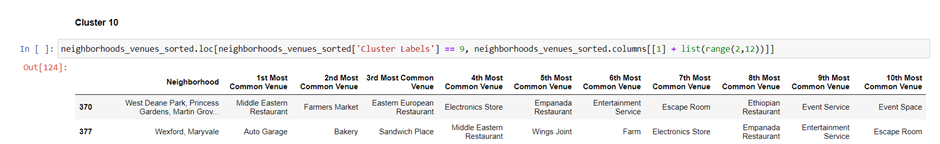 Cluster 10
In [ ]: neighborhoods_venues_sorted.loc[neighborhoods_venues_sorted['Cluster Labels'] == 9, neighborhoods_venues_sorted.columns[[1] + list(range(2,12))]]
Out[124]:
Neighborhood 1st Most Common Venue 2nd Most Common Venue 3rd Most Common Venue 4th Most Common Venue 5th Most Common Venue 6th Most Common Venue 7th Most Common Venue 8th Most Common Venue 9th Most Common Venue 10th Most Common Venue
370 West Deane Park, Princess Gardens, Martin Grov... Middle Eastern Restaurant Farmers Market Eastern European Restaurant Electronics Store Empanada Restaurant Entertainment Service Escape Room Ethiopian Restaurant Event Service Event Space
377 Wexford, Maryvale Auto Garage Bakery Sandwich Place Middle Eastern Restaurant Wings Joint Farm Electronics Store Empanada Restaurant Entertainment Service Escape Room